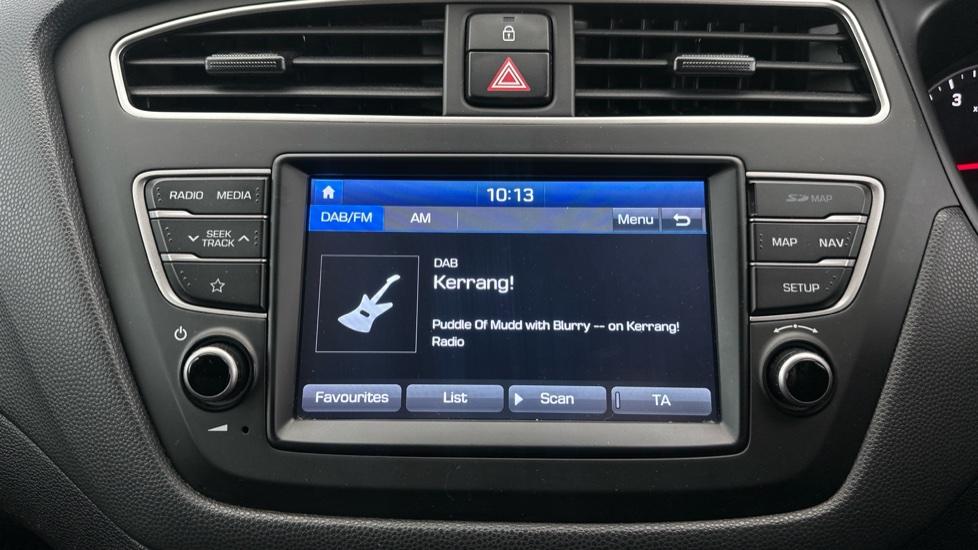 3
x
RADIO MEDIA
SEEK
TRACK
10:13
DAB/FM AM Menu
DAB
Kerrang!
Puddle Of Mudd with Blurry -- on Kerrang!
Radio
Favourites List Scan TA
SD MAP
MAP NAV
SETUP